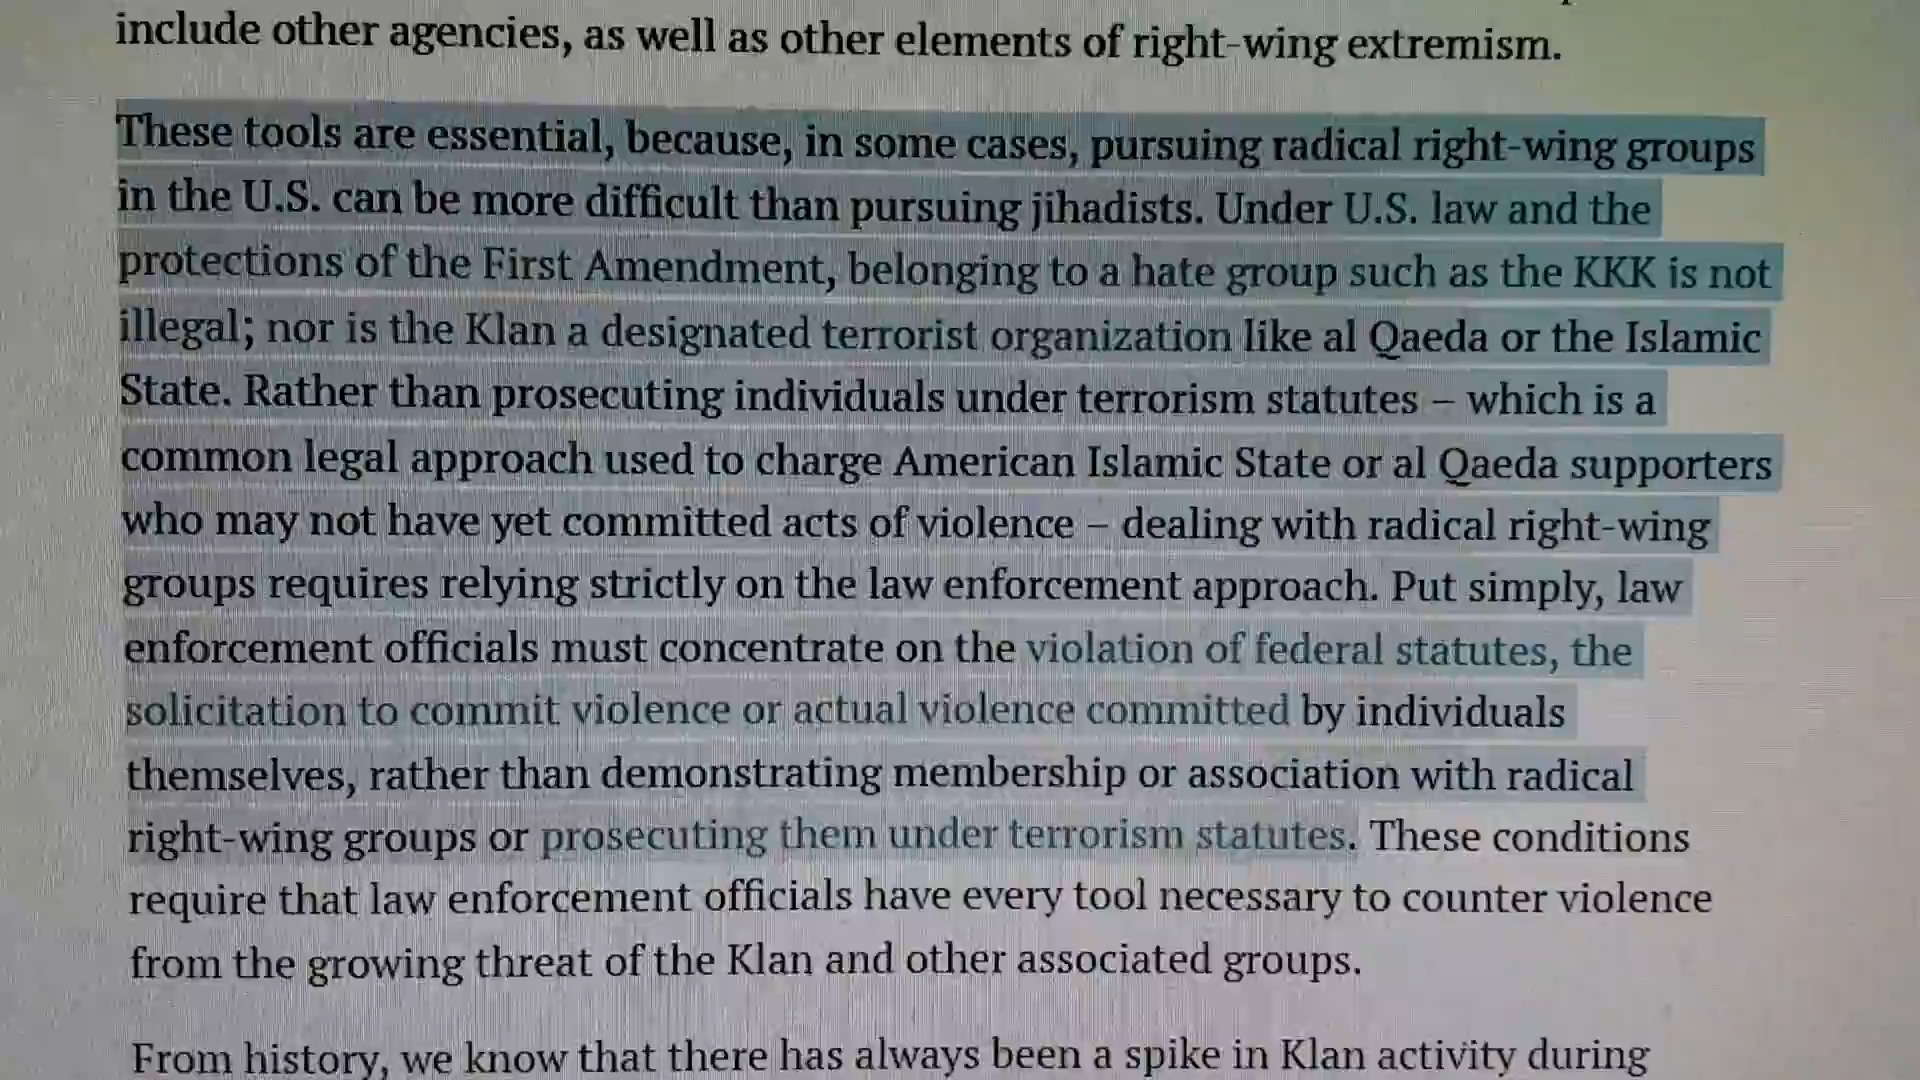 include other agencies, as well as other elements of right-wing extremism.
These tools are essential, because, in some cases, pursuing radical right-wing groups
in the U.S. can be more difficult than pursuing jihadists. Under U.S. law and the
protections of the First Amendment, belonging to a hate group such as the KKK is not
illegal; nor is the Klan a designated terrorist organization like al Qaeda or the Islamic
State. Rather than prosecuting individuals under terrorism statutes – which is a
common legal approach used to charge American Islamic State or al Qaeda supporters
who may not have yet committed acts of violence – dealing with radical right-wing
groups requires relying strictly on the law enforcement approach. Put simply, law
enforcement officials must concentrate on the violation of federal statutes, the
solicitation to commit violence or actual violence committed by individuals
themselves, rather than demonstrating membership or association with radical
right-wing groups or prosecuting them under terrorism statutes. These conditions
require that law enforcement officials have every tool necessary to counter violence
from the growing threat of the Klan and other associated groups.
From history, we know that there has always been a spike in Klan activity during